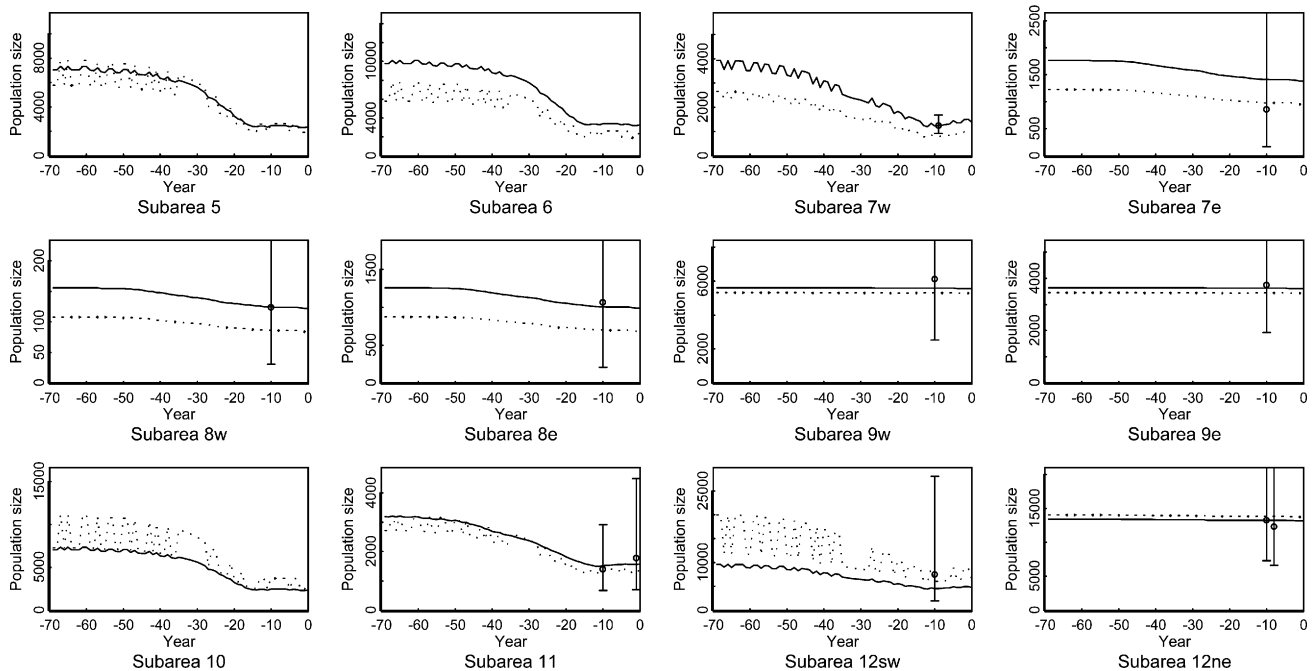 Population size
0 4000 8000
-70 -60 -50 -40 -30 -20 -10 0
Year
Subarea 5
Population size
0 4000 10000
-70 -60 -50 -40 -30 -20 -10 0
Year
Subarea 6
Population size
0 2000 4000
-70 -60 -50 -40 -30 -20 -10 0
Year
Subarea 7w
Population size
0 500 1500 2500
-70 -60 -50 -40 -30 -20 -10 0
Year
Subarea 7e
Population size
0 50 100 200
-70 -60 -50 -40 -30 -20 -10 0
Year
Subarea 8w
Population size
0 500 1500
-70 -60 -50 -40 -30 -20 -10 0
Year
Subarea 8e
Population size
0 2000 6000
-70 -60 -50 -40 -30 -20 -10 0
Year
Subarea 9w
Population size
0 2000 4000
-70 -60 -50 -40 -30 -20 -10 0
Year
Subarea 9e
Population size
0 5000 15000
-70 -60 -50 -40 -30 -20 -10 0
Year
Subarea 10
Population size
0 2000 4000
-70 -60 -50 -40 -30 -20 -10 0
Year
Subarea 11
Population size
0 10000 25000
-70 -60 -50 -40 -30 -20 -10 0
Year
Subarea 12sw
Population size
0 5000 15000
-70 -60 -50 -40 -30 -20 -10 0
Year
Subarea 12ne